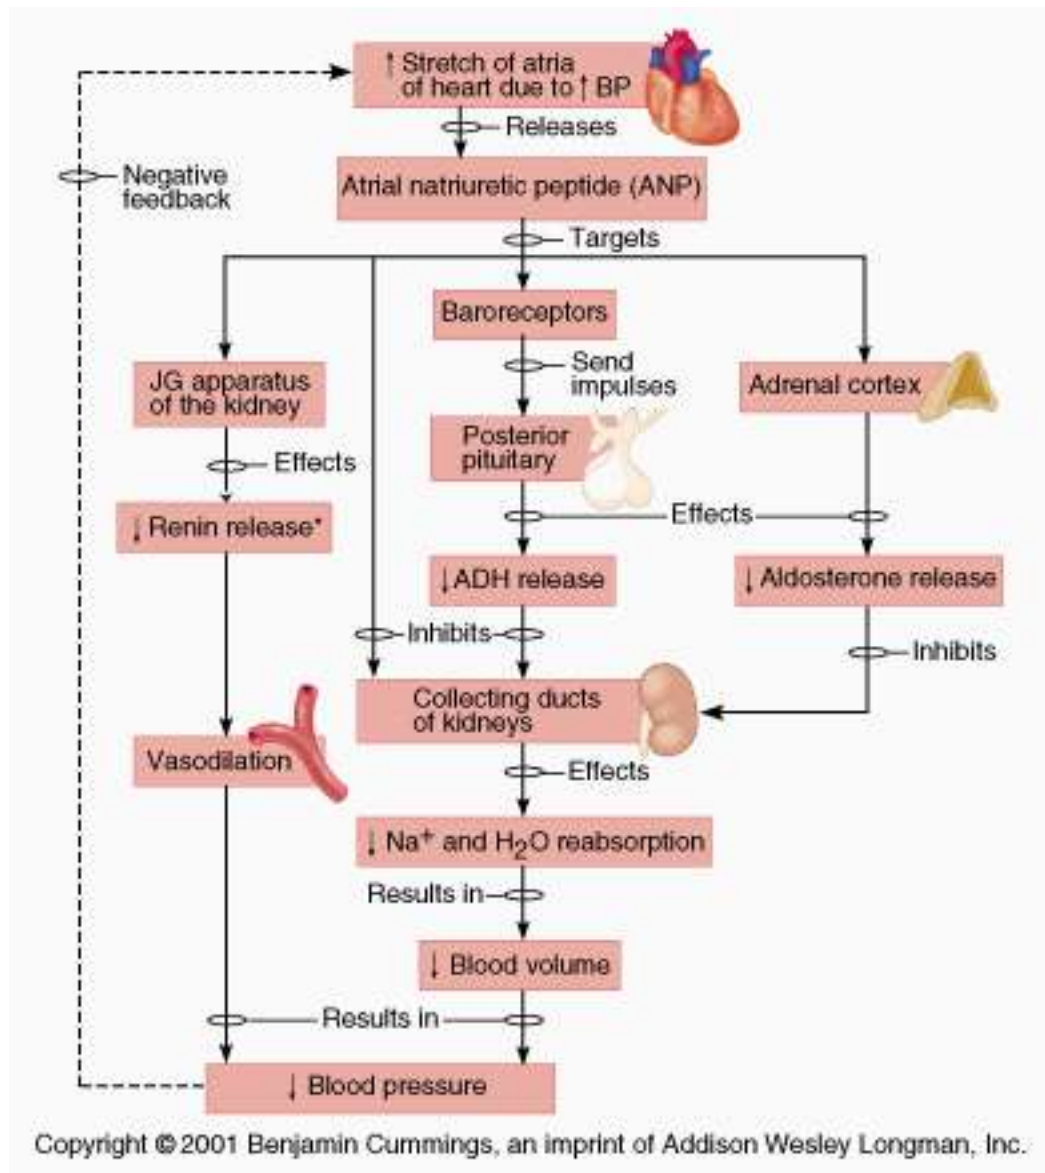 ↑ Stretch of atria
of heart due to ↑ BP
Releases
Atrial natriuretic peptide (ANP)
Negative
feedback
Targets
Baroreceptors
Send
impulses
JG apparatus
of the kidney
Adrenal cortex
Posterior
pituitary
Effects
↓ Renin release*
Effects
↓ ADH release
↓ Aldosterone release
Inhibits
Inhibits
Collecting ducts
of kidneys
Vasodilation
Effects
↓ Na⁺ and H₂O reabsorption
Results in
↓ Blood volume
Results in
↓ Blood pressure
Copyright © 2001 Benjamin Cummings, an imprint of Addison Wesley Longman, Inc.